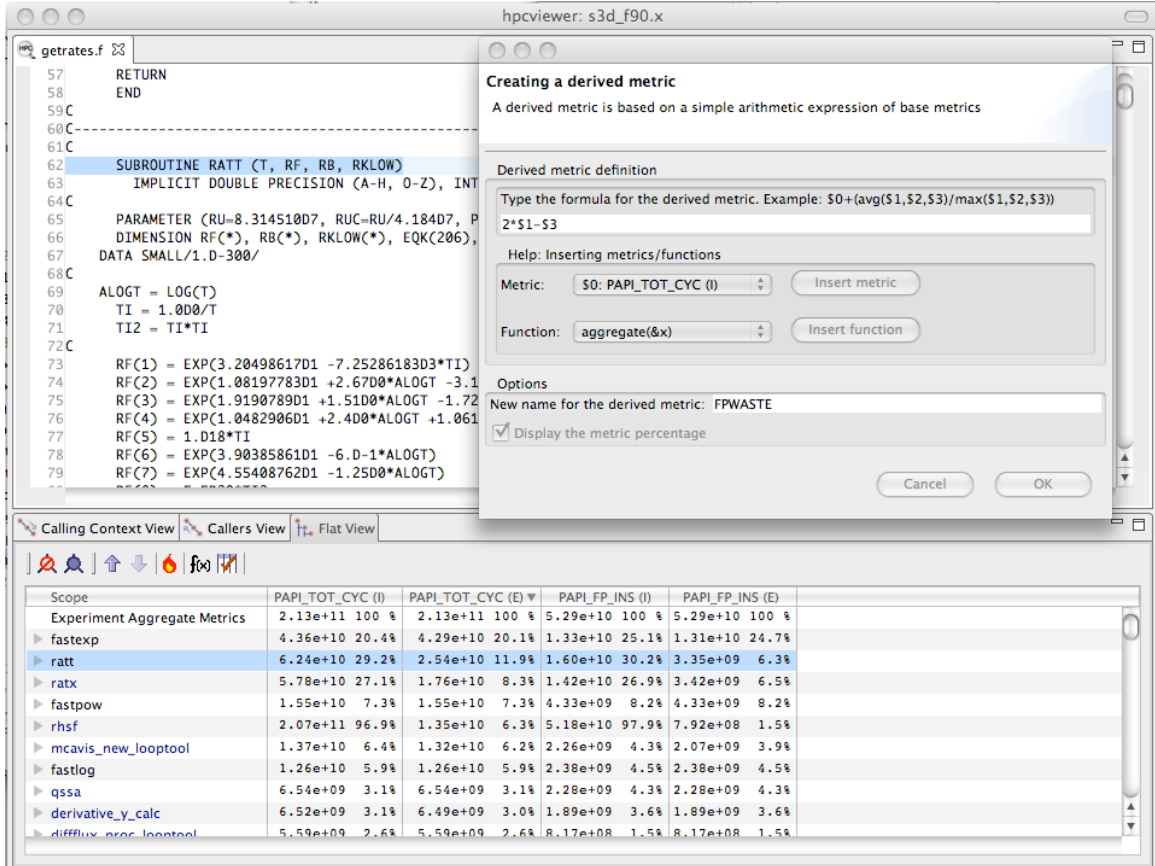 hpcviewer: s3d_f90.x
getrates.f
57 RETURN
58 END
59 C
60 C------------------------------------------------
61 C
62 SUBROUTINE RATT (T, RF, RB, RKLOW)
63 IMPLICIT DOUBLE PRECISION (A-H, O-Z), INT
64 C
65 PARAMETER (RU=8.314510D7, RUC=RU/4.184D7, P
66 DIMENSION RF(*), RB(*), RKLOW(*), EQK(206),
67 DATA SMALL/1.D-300/
68 C
69 ALOGT = LOG(T)
70 TI = 1.0D0/T
71 TI2 = TI*TI
72 C
73 RF(1) = EXP(3.20498617D1 -7.25286183D3*TI)
74 RF(2) = EXP(1.08197783D1 +2.67D0*ALOGT -3.1
75 RF(3) = EXP(1.9190789D1 +1.51D0*ALOGT -1.72
76 RF(4) = EXP(1.0482906D1 +2.4D0*ALOGT +1.061
77 RF(5) = 1.D18*TI
78 RF(6) = EXP(3.90385861D1 -6.D-1*ALOGT)
79 RF(7) = EXP(4.55408762D1 -1.25D0*ALOGT)
Creating a derived metric
A derived metric is based on a simple arithmetic expression of base metrics
Derived metric definition
Type the formula for the derived metric. Example: $0+(avg($1,$2,$3)/max($1,$2,$3))
2*$1-$3
Help: Inserting metrics/functions
Metric: $0: PAPI_TOT_CYC (I) Insert metric
Function: aggregate(&x) Insert function
Options
New name for the derived metric: FPWASTE
Display the metric percentage
Cancel OK
Calling Context View Callers View Flat View
f(x)
Scope PAPI_TOT_CYC (I) PAPI_TOT_CYC (E) PAPI_FP_INS (I) PAPI_FP_INS (E)
Experiment Aggregate Metrics 2.13e+11 100 % 2.13e+11 100 % 5.29e+10 100 % 5.29e+10 100 %
fastexp 4.36e+10 20.4% 4.29e+10 20.1% 1.33e+10 25.1% 1.31e+10 24.7%
ratt 6.24e+10 29.2% 2.54e+10 11.9% 1.60e+10 30.2% 3.35e+09 6.3%
ratx 5.78e+10 27.1% 1.76e+10 8.3% 1.42e+10 26.9% 3.42e+09 6.5%
fastpow 1.55e+10 7.3% 1.55e+10 7.3% 4.33e+09 8.2% 4.33e+09 8.2%
rhsf 2.07e+11 96.9% 1.35e+10 6.3% 5.18e+10 97.9% 7.92e+08 1.5%
mcavis_new_looptool 1.37e+10 6.4% 1.32e+10 6.2% 2.26e+09 4.3% 2.07e+09 3.9%
fastlog 1.26e+10 5.9% 1.26e+10 5.9% 2.38e+09 4.5% 2.38e+09 4.5%
qssa 6.54e+09 3.1% 6.54e+09 3.1% 2.28e+09 4.3% 2.28e+09 4.3%
derivative_y_calc 6.52e+09 3.1% 6.49e+09 3.0% 1.89e+09 3.6% 1.89e+09 3.6%
diffflux_proc_looptool 5.59e+09 2.6% 5.59e+09 2.6% 8.17e+08 1.5% 8.17e+08 1.5%